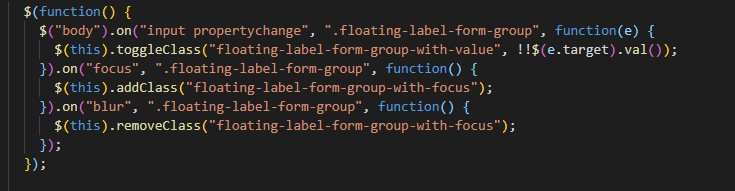 $(function() {
  $("body").on("input propertychange", ".floating-label-form-group", function(e) {
    $(this).toggleClass("floating-label-form-group-with-value", !!$(e.target).val());
  }).on("focus", ".floating-label-form-group", function() {
    $(this).addClass("floating-label-form-group-with-focus");
  }).on("blur", ".floating-label-form-group", function() {
    $(this).removeClass("floating-label-form-group-with-focus");
  });
});